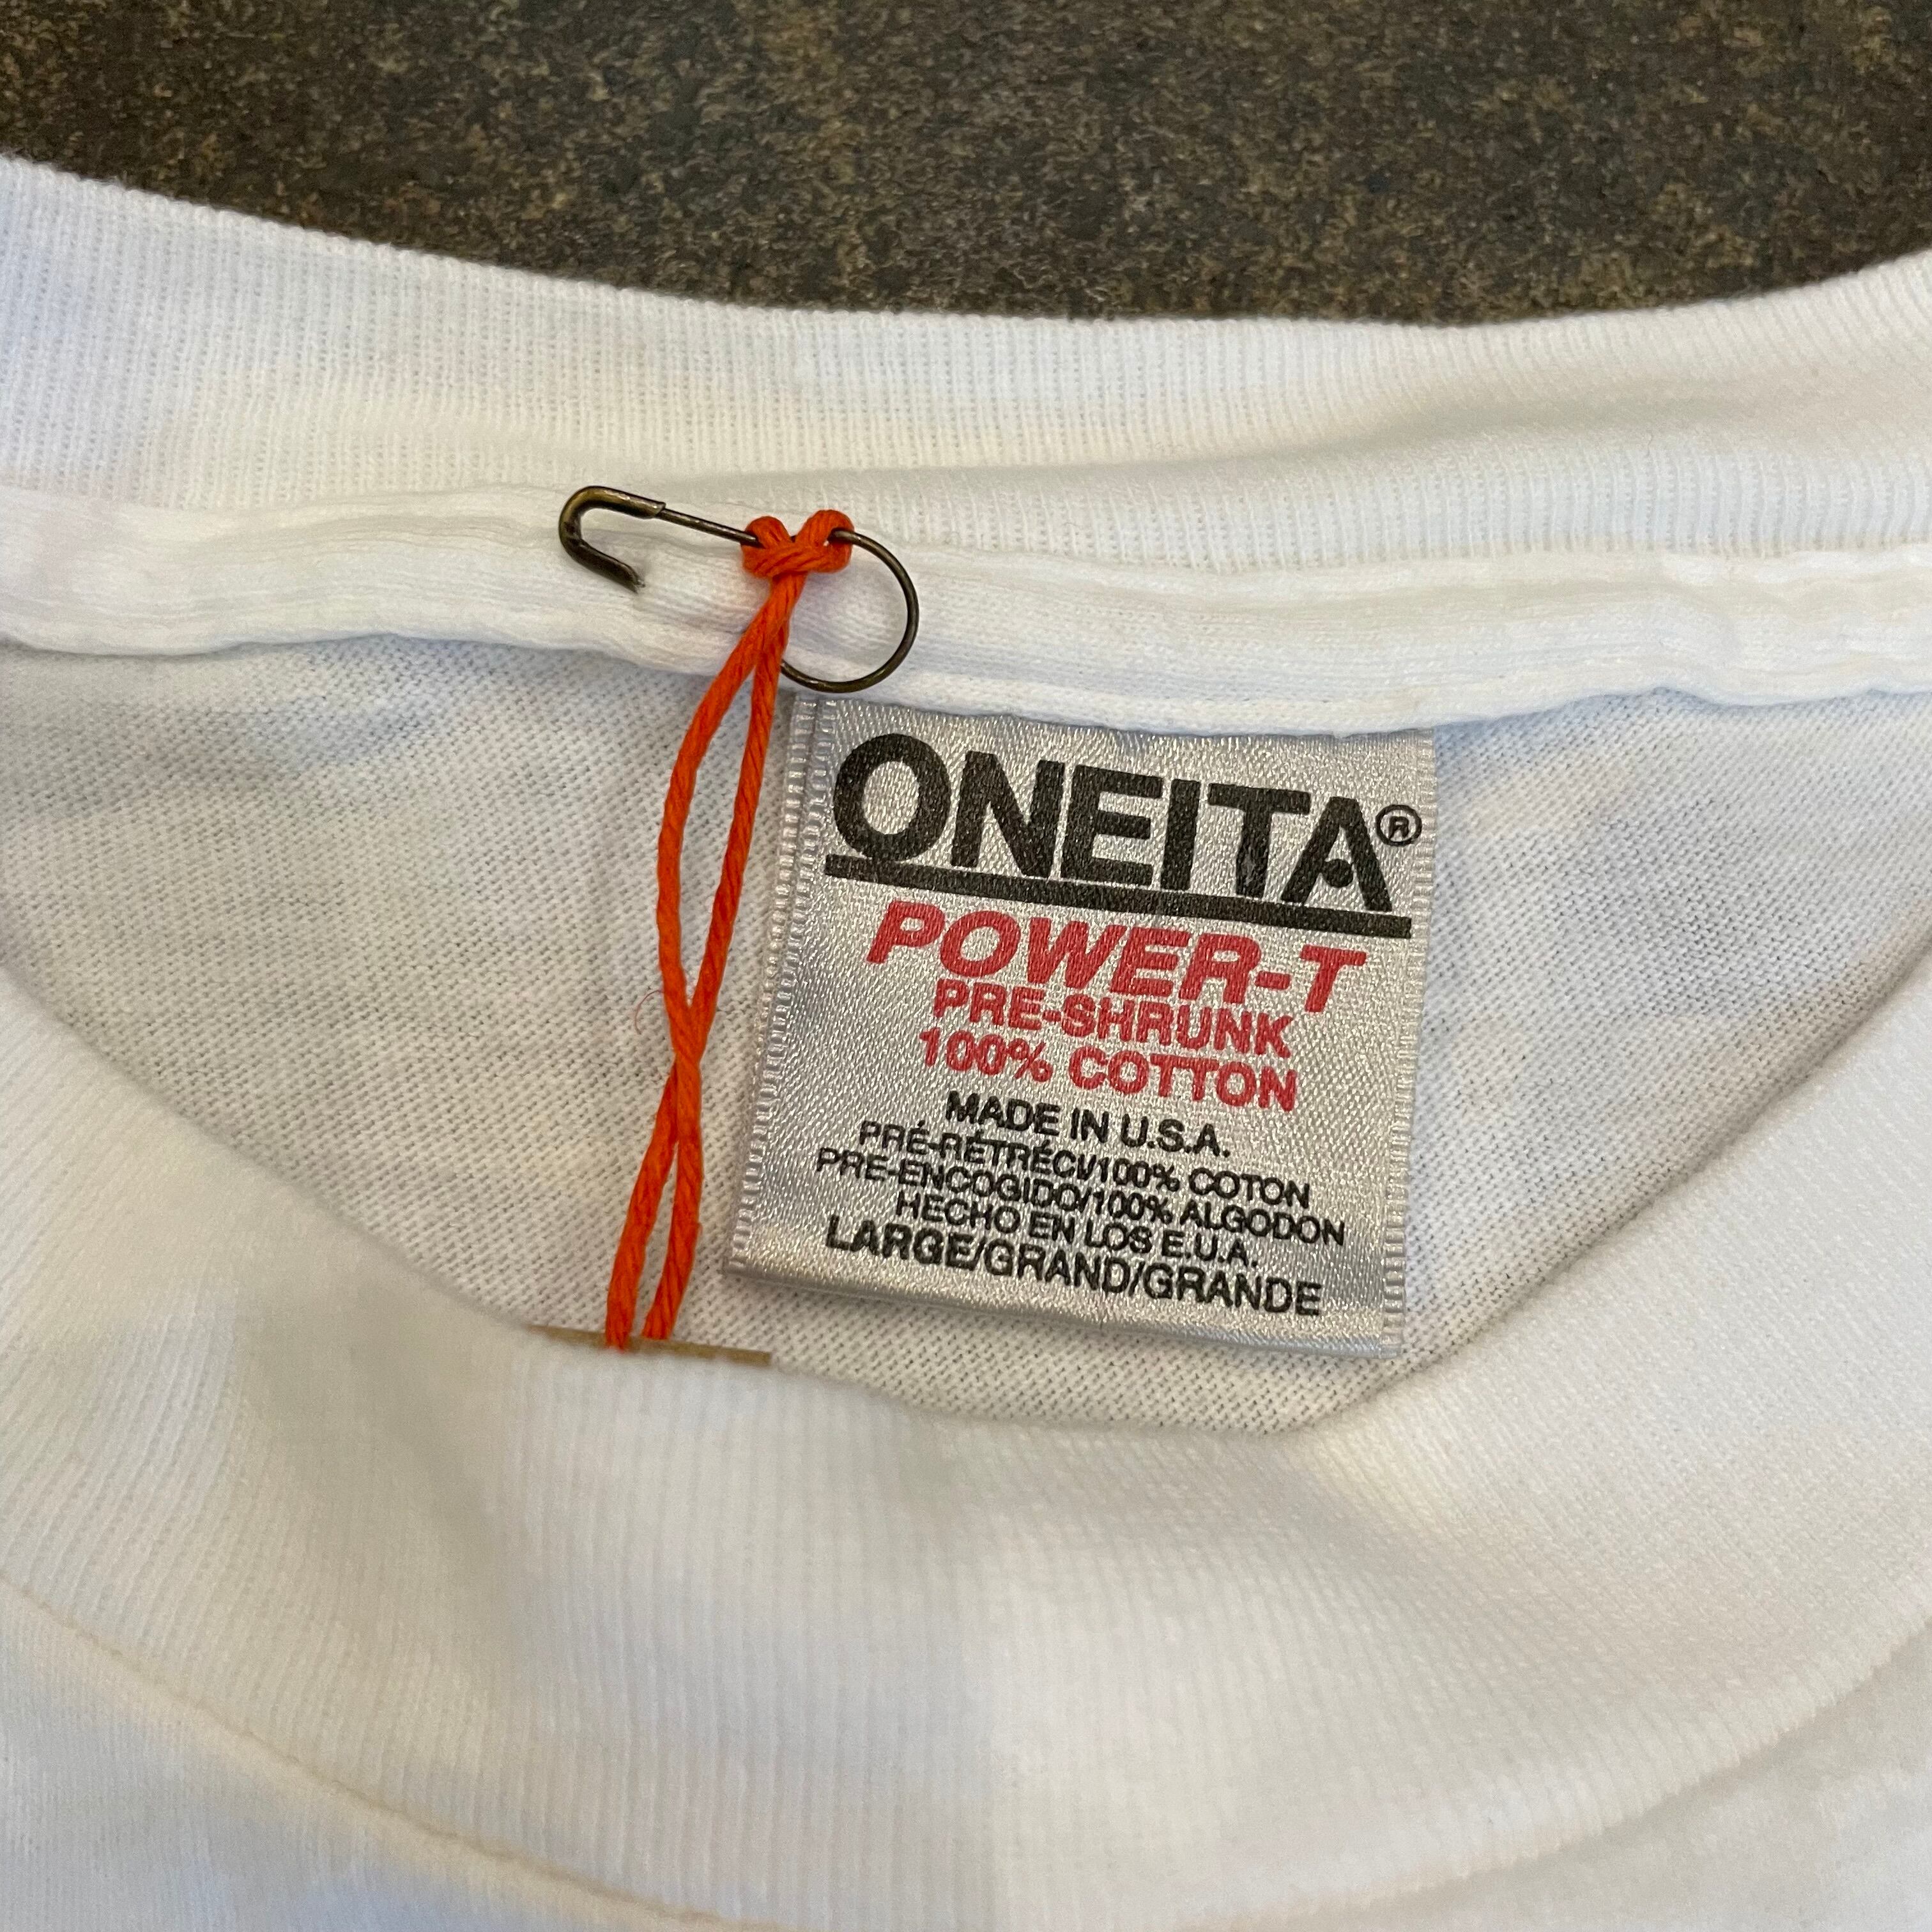 ONEITA®
POWER-T
PRE-SHRUNK
100% COTTON
MADE IN U.S.A.
PRÉ-RÉTRÉCI/100% COTON
PRE-ENCOGIDO/100% ALGODON
HECHO EN LOS E.U.A.
LARGE/GRAND/GRANDE